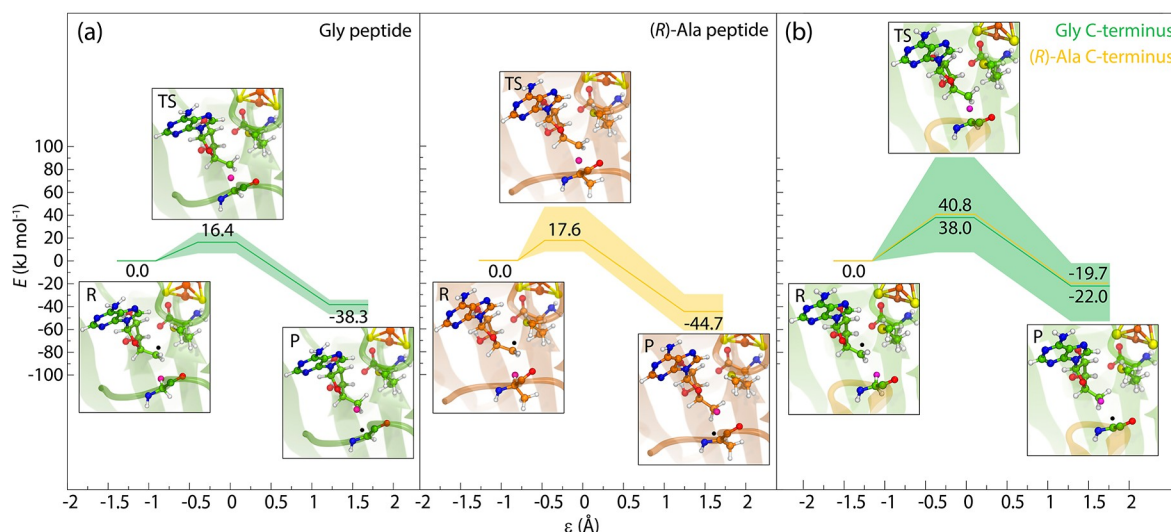 (a) Gly peptide
(R)-Ala peptide
(b) Gly C-terminus
(R)-Ala C-terminus
TS
TS
TS
E (kJ mol-1)
100
80
60
40
20
0
-20
-40
-60
-80
-100
16.4
0.0
-38.3
R
P
17.6
0.0
-44.7
R
P
40.8
38.0
0.0
-19.7
-22.0
R
P
-2 -1.5 -1 -0.5 0 0.5 1 1.5 2
-2 -1.5 -1 -0.5 0 0.5 1 1.5 2
-2 -1.5 -1 -0.5 0 0.5 1 1.5 2
ε (Å)